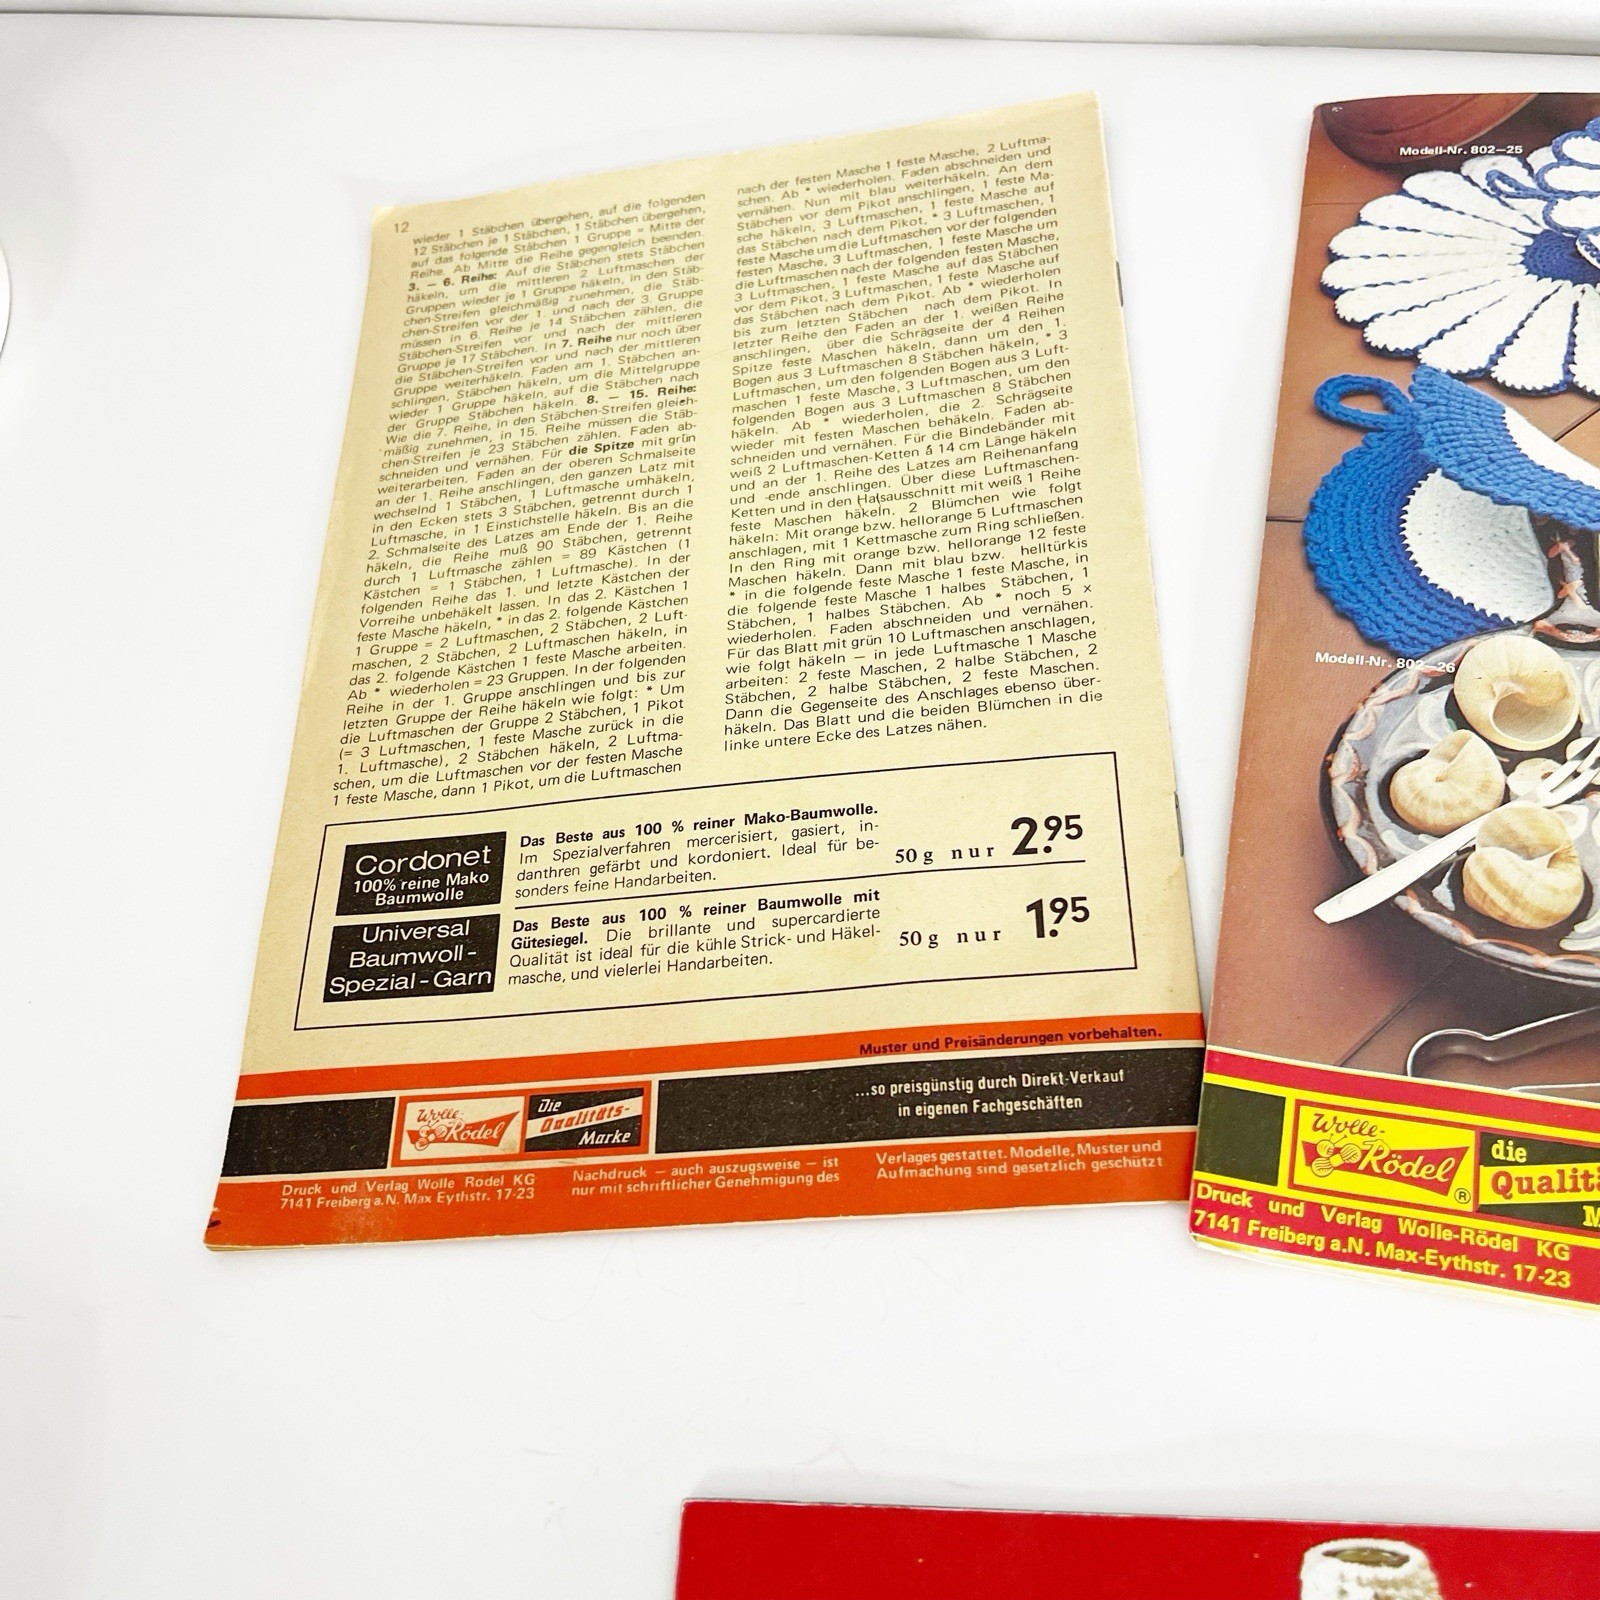 12
wieder 1 Stäbchen übergehen, auf die folgenden
12 Stäbchen je 1 Stäbchen, 1 Stäbchen übergehen,
auf das folgende Stäbchen 1 Gruppe = Mitte der
Reihe. Ab Mitte die Reihe gegengleich beenden.
3. – 6. Reihe: Auf die Stäbchen stets Stäbchen
häkeln, um die mittleren 2 Luftmaschen der
Gruppen wieder je 1 Gruppe häkeln, in den Stäb-
chen-Streifen gleichmäßig zunehmen, die Stäb-
chen-Streifen vor der 1. und nach der 3. Gruppe
müssen in 6. Reihe je 14 Stäbchen zählen, die
Stäbchen-Streifen vor und nach der mittleren
Gruppe je 17 Stäbchen. In 7. Reihe nur noch über
die Stäbchen-Streifen vor und nach der mittleren
Gruppe weiterhäkeln. Faden am 1. Stäbchen an-
schlingen, Stäbchen häkeln, um die Mittelgruppe
wieder 1 Gruppe häkeln, auf die Stäbchen nach
der Gruppe Stäbchen häkeln. 8. – 15. Reihe:
Wie die 7. Reihe, in den Stäbchen-Streifen gleich-
mäßig zunehmen, in 15. Reihe müssen die Stäb-
chen-Streifen je 23 Stäbchen zählen. Faden ab-
schneiden und vernähen. Für die Spitze mit grün
weiterarbeiten. Faden an der oberen Schmalseite
an der 1. Reihe anschlingen, den ganzen Latz mit
wechselnd 1 Stäbchen, 1 Luftmasche umhäkeln,
in den Ecken stets 3 Stäbchen, getrennt durch 1
Luftmasche, in 1 Einstichstelle häkeln. Bis an die
2. Schmalseite des Latzes am Ende der 1. Reihe
häkeln, die Reihe muß 90 Stäbchen, getrennt
durch 1 Luftmasche zählen = 89 Kästchen (1
Kästchen = 1 Stäbchen, 1 Luftmasche). In der
folgenden Reihe das 1. und letzte Kästchen der
Vorreihe unbehäkelt lassen. In das 2. Kästchen 1
feste Masche häkeln, * in das 2. folgende Kästchen
1 Gruppe = 2 Luftmaschen, 2 Stäbchen, 2 Luft-
maschen, 2 Stäbchen, 2 Luftmaschen häkeln, in
das 2. folgende Kästchen 1 feste Masche arbeiten.
Ab * wiederholen = 23 Gruppen. In der folgenden
Reihe in der 1. Gruppe anschlingen und bis zur
letzten Gruppe der Reihe häkeln wie folgt: * Um
die Luftmaschen der Gruppe 2 Stäbchen, 1 Pikot
(= 3 Luftmaschen, 1 feste Masche zurück in die
1. Luftmasche), 2 Stäbchen häkeln, 2 Luftma-
schen, um die Luftmaschen vor der festen Masche
1 feste Masche, dann 1 Pikot, um die Luftmaschen
nach der festen Masche 1 feste Masche, 2 Luftma-
schen. Ab * wiederholen. Faden abschneiden und
vernähen. Nun mit blau weiterhäkeln. An dem
Stäbchen vor dem Pikot anschlingen, 1 feste Ma-
sche häkeln, 3 Luftmaschen, 1 feste Masche auf
das Stäbchen nach dem Pikot, * 3 Luftmaschen, 1
feste Masche um die Luftmaschen vor der folgenden
festen Masche, 3 Luftmaschen, 1 feste Masche um
die Luftmaschen nach der folgenden festen Masche,
3 Luftmaschen, 1 feste Masche auf das Stäbchen,
vor dem Pikot, 3 Luftmaschen, 1 feste Masche auf
das Stäbchen nach dem Pikot. Ab * wiederholen
bis zum letzten Stäbchen nach dem Pikot. In
letzter Reihe den Faden an der 1. weißen Reihe
anschlingen, über die Schrägseite der 4 Reihen
Spitze feste Maschen häkeln, dann um den 1.
Bogen aus 3 Luftmaschen 8 Stäbchen häkeln, * 3
Luftmaschen, um den folgenden Bogen aus 3 Luft-
maschen 1 feste Masche, 3 Luftmaschen, um den
folgenden Bogen aus 3 Luftmaschen 8 Stäbchen
häkeln. Ab * wiederholen, die 2. Schrägseite
wieder mit festen Maschen behäkeln. Faden ab-
schneiden und vernähen. Für die Bindebänder mit
weiß 2 Luftmaschen-Ketten á 14 cm Länge häkeln
und an der 1. Reihe des Latzes am Reihenanfang
und -ende anschlingen. Über diese Luftmaschen-
Ketten und in den Halsausschnitt mit weiß 1 Reihe
feste Maschen häkeln. 2 Blümchen wie folgt
häkeln: Mit orange bzw. hellorange 5 Luftmaschen
anschlagen, mit 1 Kettmasche zum Ring schließen.
In den Ring mit orange bzw. hellorange 12 feste
Maschen häkeln. Dann mit blau bzw. helltürkis
* in die folgende feste Masche 1 feste Masche, in
die folgende feste Masche 1 halbes Stäbchen, 1
Stäbchen, 1 halbes Stäbchen. Ab * noch 5 x
wiederholen. Faden abschneiden und vernähen.
Für das Blatt mit grün 10 Luftmaschen anschlagen,
wie folgt häkeln – in jede Luftmasche 1 Masche
arbeiten: 2 feste Maschen, 2 halbe Stäbchen, 2
Stäbchen, 2 halbe Stäbchen, 2 feste Maschen.
Dann die Gegenseite des Anschlages ebenso über-
häkeln. Das Blatt und die beiden Blümchen in die
linke untere Ecke des Latzes nähen.
Cordonet
100% reine Mako
Baumwolle
Das Beste aus 100 % reiner Mako-Baumwolle.
Im Spezialverfahren mercerisiert, gasiert, in-
danthren gefärbt und kordoniert. Ideal für be-
sonders feine Handarbeiten.
50 g nur 2.95
Universal
Baumwoll-
Spezial-Garn
Das Beste aus 100 % reiner Baumwolle mit
Gütesiegel. Die brillante und supercardierte
Qualität ist ideal für die kühle Strick- und Häkel-
masche, und vielerlei Handarbeiten.
50 g nur 1.95
Muster und Preisänderungen vorbehalten.
Wolle-
Rödel
Die
Qualitäts-
Marke
...so preisgünstig durch Direkt-Verkauf
in eigenen Fachgeschäften
Druck und Verlag Wolle Rödel KG
7141 Freiberg a.N. Max Eythstr. 17-23
Nachdruck – auch auszugsweise – ist
nur mit schriftlicher Genehmigung des
Verlages gestattet. Modelle, Muster und
Aufmachung sind gesetzlich geschützt
Modell-Nr. 802–25
Modell-Nr. 802–26
Wolle-
Rödel
®
die
Qualitä
M
Druck und Verlag Wolle-Rödel KG
7141 Freiberg a.N. Max-Eythstr. 17-23